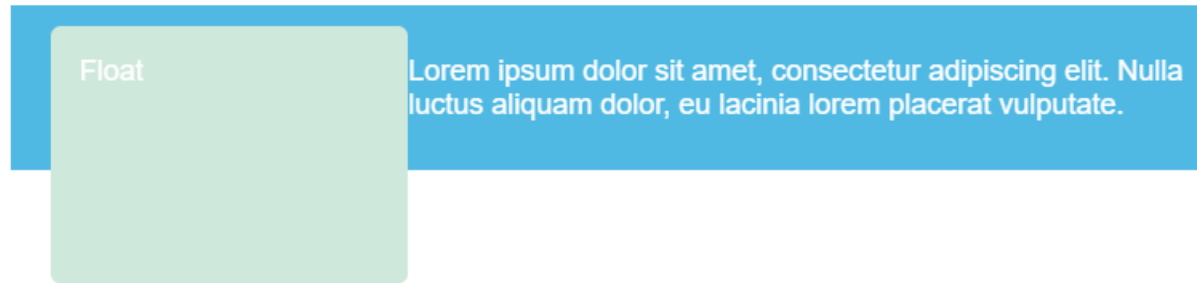 Float
Lorem ipsum dolor sit amet, consectetur adipiscing elit. Nulla
luctus aliquam dolor, eu lacinia lorem placerat vulputate.